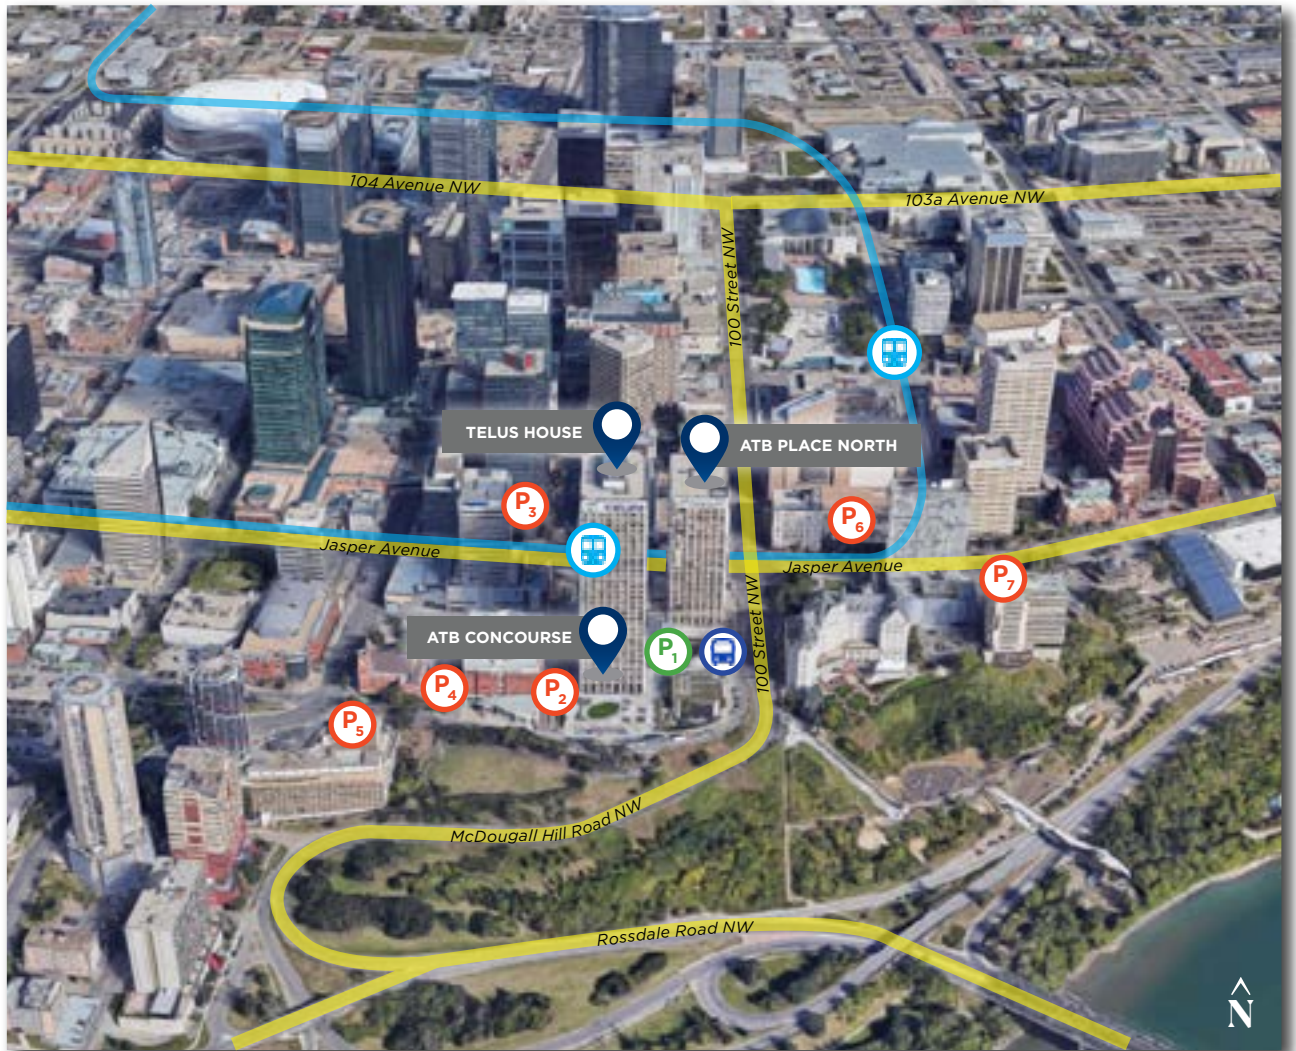 104 Avenue NW
103a Avenue NW
100 Street NW
TELUS HOUSE
ATB PLACE NORTH
P3
P6
Jasper Avenue
Jasper Avenue
P7
100 Street NW
ATB CONCOURSE
P1
P4
P2
P5
McDougall Hill Road NW
Rossdale Road NW
N